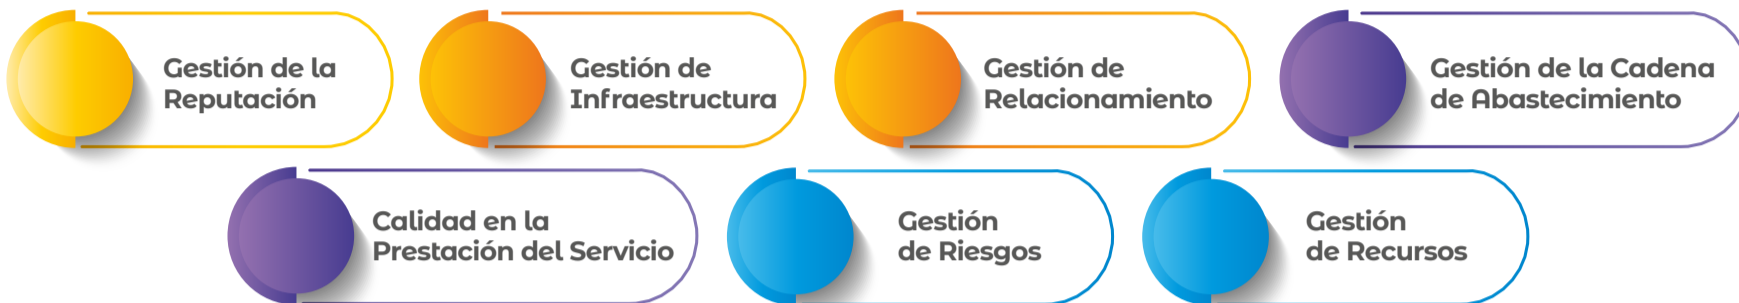 Gestión de la
Reputación
Gestión de
Infraestructura
Gestión de
Relacionamiento
Gestión de la Cadena
de Abastecimiento
Calidad en la
Prestación del Servicio
Gestión
de Riesgos
Gestión
de Recursos